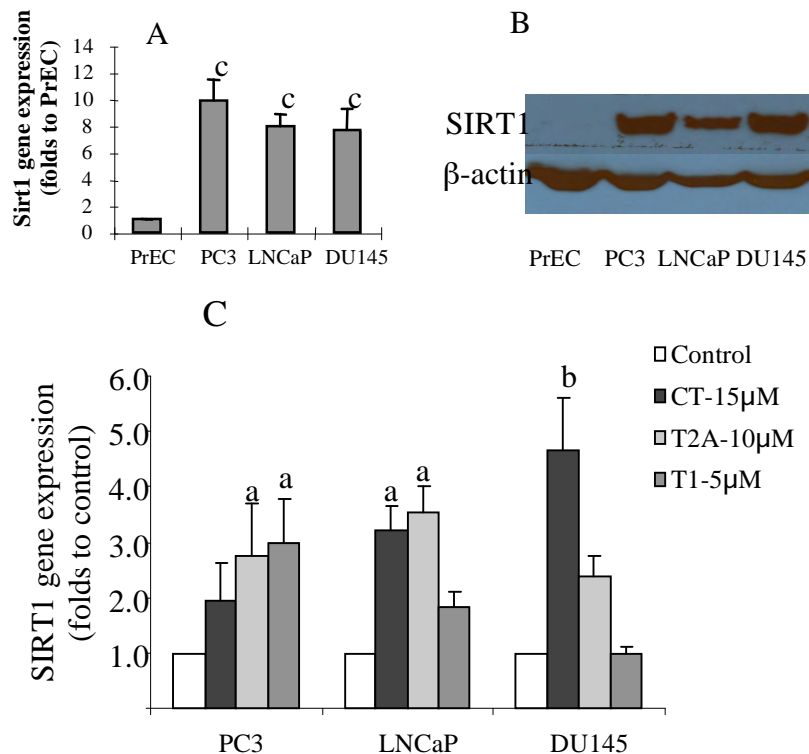 A
Sirt1 gene expression
(folds to PrEC)
14
12
10
8
6
4
2
0
c
c
c
PrEC
PC3
LNCaP
DU145
B
SIRT1
β-actin
PrEC
PC3
LNCaP
DU145
C
SIRT1 gene expression
(folds to control)
6.0
5.0
4.0
3.0
2.0
1.0
a
a
a
a
b
PC3
LNCaP
DU145
Control
CT-15µM
T2A-10µM
T1-5µM